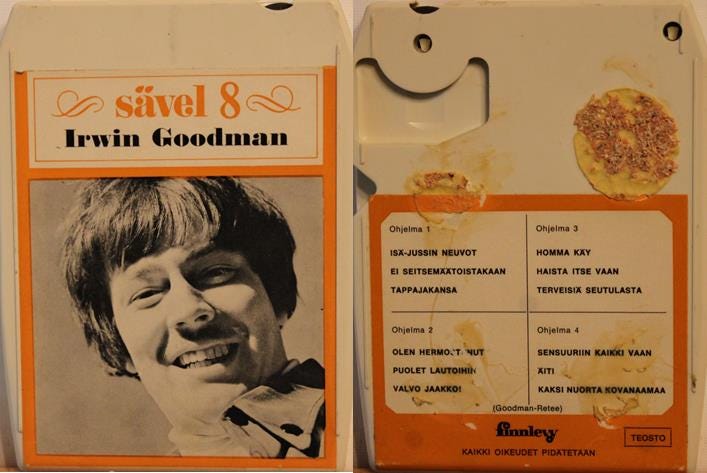 sävel 8
Irwin Goodman
Ohjelma 1
ISÄ-JUSSIN NEUVOT
EI SEITSEMÄÄTOISTAKAAN
TAPPAJAKANSA
Ohjelma 3
HOMMA KÄY
HAISTA ITSE VAAN
TERVEISIÄ SEUTULASTA
Ohjelma 2
OLEN HERMOSTUNUT
PUOLET LAUTOIHIN
VALVO JAAKKO!
Ohjelma 4
SENSUURIIN KAIKKI VAAN
ÄITI
KAKSI NUORTA KOVANAAMAA
(Goodman-Retee)
finnlevy
TEOSTO
KAIKKI OIKEUDET PIDÄTETÄÄN